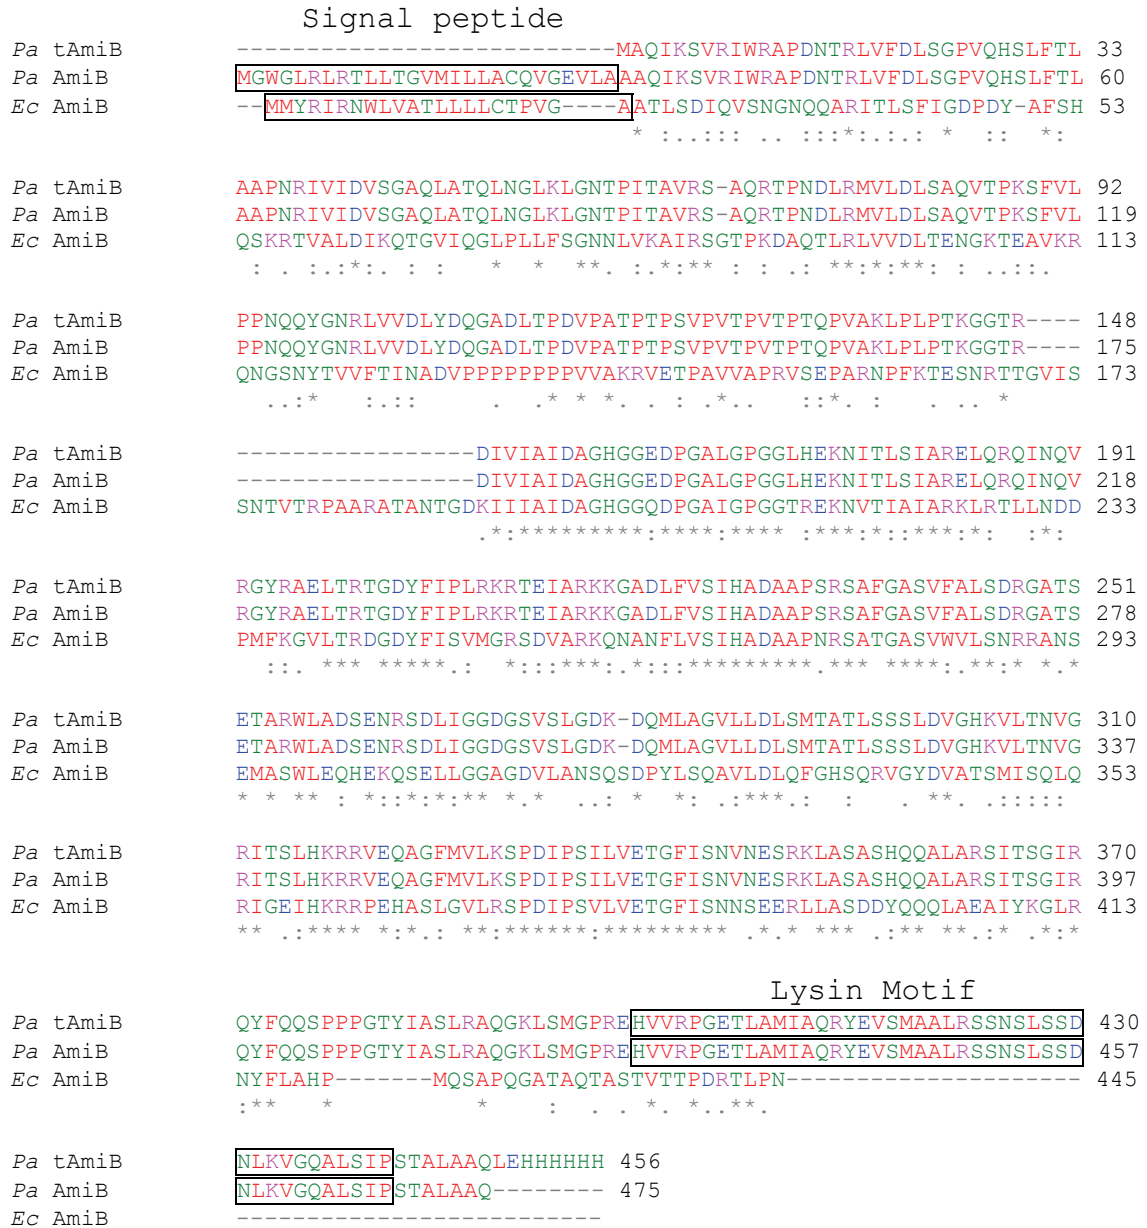 Signal peptide
Pa tAmiB ---------------------------MAQIKSVRIWRAPDNTRLVFDLSGPVQHSLFTL 33
Pa AmiB MGWGLRLRTLLTGVMILLACQVGEVLAAAQIKSVRIWRAPDNTRLVFDLSGPVQHSLFTL 60
Ec AmiB --MMYRIRNWLVATLLLLLCTPVG----AATLSDIQVSNGNQQARITLSFIGDPDY-AFSH 53
* :..::: .. :::*:.:.: * :: *:
Pa tAmiB AAPNRIVIDVSGAQLATQLNGLKLGNTPITAVRS-AQRTPNDLRMVLDLSAQVTPKSFVL 92
Pa AmiB AAPNRIVIDVSGAQLATQLNGLKLGNTPITAVRS-AQRTPNDLRMVLDLSAQVTPKSFVL 119
Ec AmiB QSKRTVALDIKQTGVIQGLPLLFSGNNLVKAIRSGTPKDAQTLRLVVDLTENGKTEAVKR 113
: . :.:*:. : : * * **. :.*:** : : .: **:*:**: : ..::.
Pa tAmiB PPNQQYGNRLVVDLYDQGADLTPDVPATPTPSVPVTPVTPTQPVAKLPLPTKGGTR---- 148
Pa AmiB PPNQQYGNRLVVDLYDQGADLTPDVPATPTPSVPVTPVTPTQPVAKLPLPTKGGTR---- 175
Ec AmiB QNGSNYTVVFTINADVPPPPPPPPVVAKRVETPAVVAPRVSEPARNPFKTESNRTTGVIS 173
..:* :.:: . .* * *. . : .*.. ::*. : . .. *
Pa tAmiB -----------------DIVIAIDAGHGGEDPGALGPGGLHEKNITLSIARELQRQINQV 191
Pa AmiB -----------------DIVIAIDAGHGGEDPGALGPGGLHEKNITLSIARELQRQINQV 218
Ec AmiB SNTVTRPAARATANTGDKIIIAIDAGHGGQDPGAIGPGGTREKNVTIAIARKLRTLLNDD 233
.*:*********:****:**** :***:*::***:*: :*:
Pa tAmiB RGYRAELTRTGDYFIPLRKRTEIARKKGADLFVSIHADAAPSRSAFGASVFALSDRGATS 251
Pa AmiB RGYRAELTRTGDYFIPLRKRTEIARKKGADLFVSIHADAAPSRSAFGASVFALSDRGATS 278
Ec AmiB PMFKGVLTRDGDYFISVMGRSDVARKQNANFLVSIHADAAPNRSATGASVWVLSNRRANS 293
::. *** *****.: *:::***:.*:::*********.*** ****:.**:* *.*
Pa tAmiB ETARWLADSENRSDLIGGDGSVSLGDK-DQMLAGVLLDLSMTATLSSSLDVGHKVLTNVG 310
Pa AmiB ETARWLADSENRSDLIGGDGSVSLGDK-DQMLAGVLLDLSMTATLSSSLDVGHKVLTNVG 337
Ec AmiB EMASWLEQHEKQSELLGGAGDVLANSQSDPYLSQAVLDLQFGHSQRVGYDVATSMISQLQ 353
* * ** : *::*:*:** *.* ..: * *: .:***.: : . **. .:::::
Pa tAmiB RITSLHKRRVEQAGFMVLKSPDIPSILVETGFISNVNESRKLASASHQQALARSITSGIR 370
Pa AmiB RITSLHKRRVEQAGFMVLKSPDIPSILVETGFISNVNESRKLASASHQQALARSITSGIR 397
Ec AmiB RIGEIHKRRPEHASLGVLRSPDIPSVLVETGFISNNSEERLLASDDYQQQLAEAIYKGLR 413
** .:**** *:*.: **:******:********* .*.* *** .:** **.:* .*:*
Lysin Motif
Pa tAmiB QYFQQSPPPGTYIASLRAQGKLSMGPREHVVRPGETLAMIAQRYEVSMAALRSSNSLSSD 430
Pa AmiB QYFQQSPPPGTYIASLRAQGKLSMGPREHVVRPGETLAMIAQRYEVSMAALRSSNSLSSD 457
Ec AmiB NYFLAHP-------MQSAPQGATAQTASTVTTPDRTLPN--------------------- 445
:** * * : . . *. *..**.
Pa tAmiB NLKVGQALSIPSTALAAQLEHHHHHH 456
Pa AmiB NLKVGQALSIPSTALAAQ-------- 475
Ec AmiB --------------------------